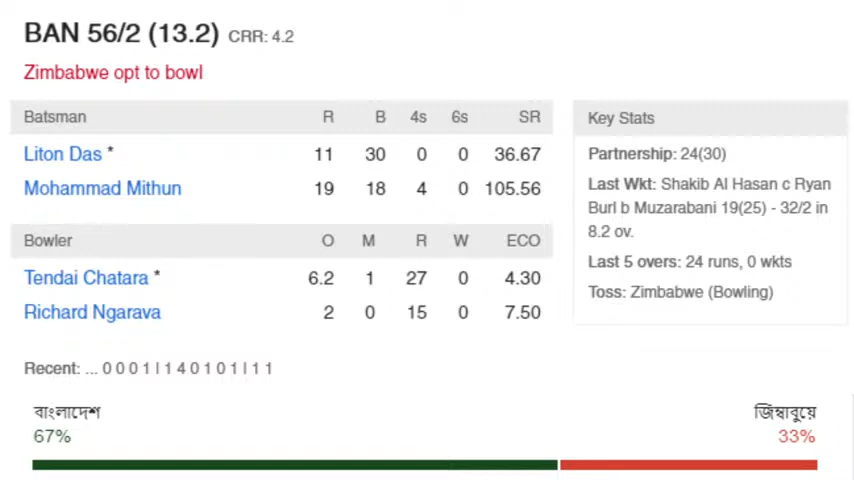 BAN 56/2 (13.2) CRR: 4.2
Zimbabwe opt to bowl
Batsman R B 4s 6s SR
Liton Das * 11 30 0 0 36.67
Mohammad Mithun 19 18 4 0 105.56
Bowler O M R W ECO
Tendai Chatara * 6.2 1 27 0 4.30
Richard Ngarava 2 0 15 0 7.50
Key Stats
Partnership: 24(30)
Last Wkt: Shakib Al Hasan c Ryan
Burl b Muzarabani 19(25) - 32/2 in
8.2 ov.
Last 5 overs: 24 runs, 0 wkts
Toss: Zimbabwe (Bowling)
Recent: ... 0 0 0 1 | 1 4 0 1 0 1 | 1 1
বাংলাদেশ জিম্বাবুয়ে
67% 33%